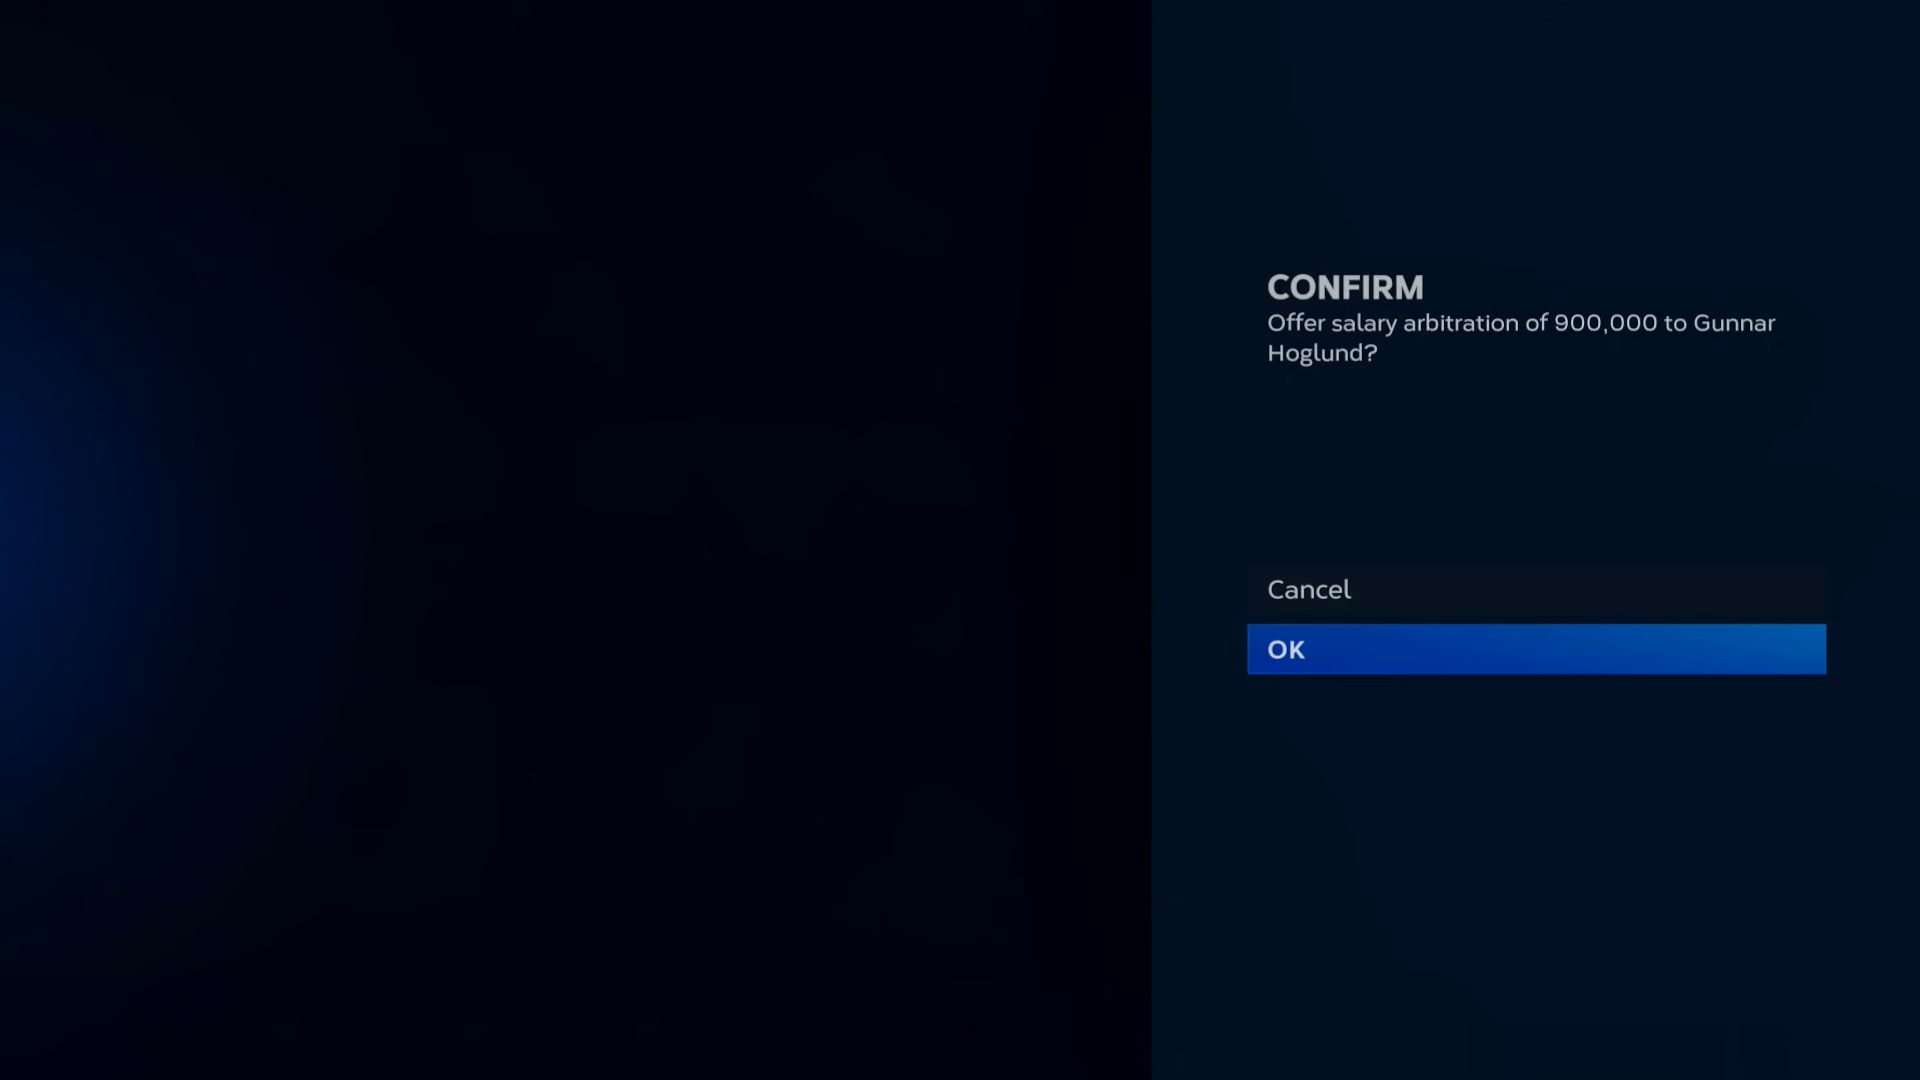 CONFIRM
Offer salary arbitration of 900,000 to Gunnar
Hoglund?
Cancel
OK